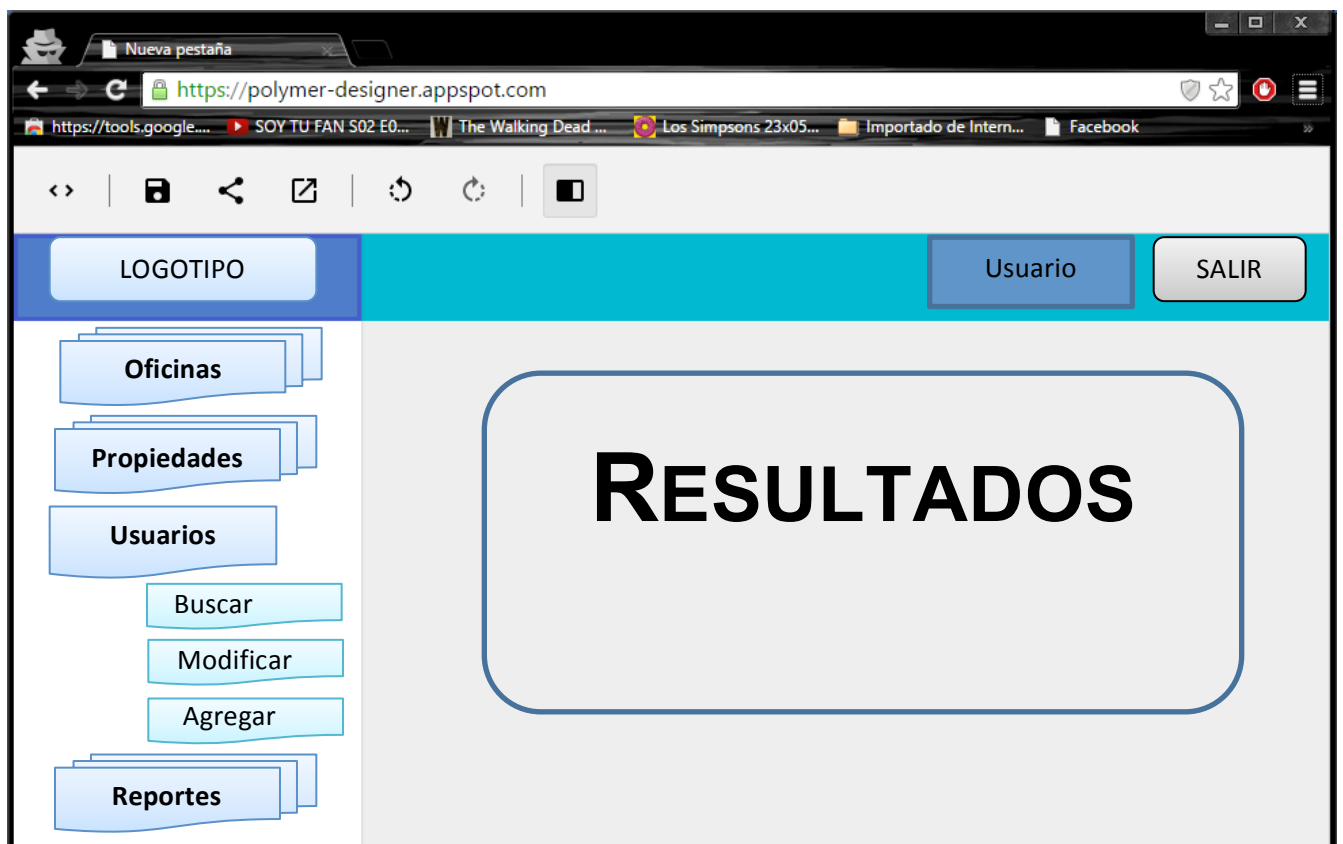 Nueva pestaña
https://polymer-designer.appspot.com
https://tools.google.... SOY TU FAN S02 E0... The Walking Dead ... Los Simpsons 23x05... Importado de Intern... Facebook
LOGOTIPO
Usuario
SALIR
Oficinas
Propiedades
Usuarios
Buscar
Modificar
Agregar
Reportes
RESULTADOS